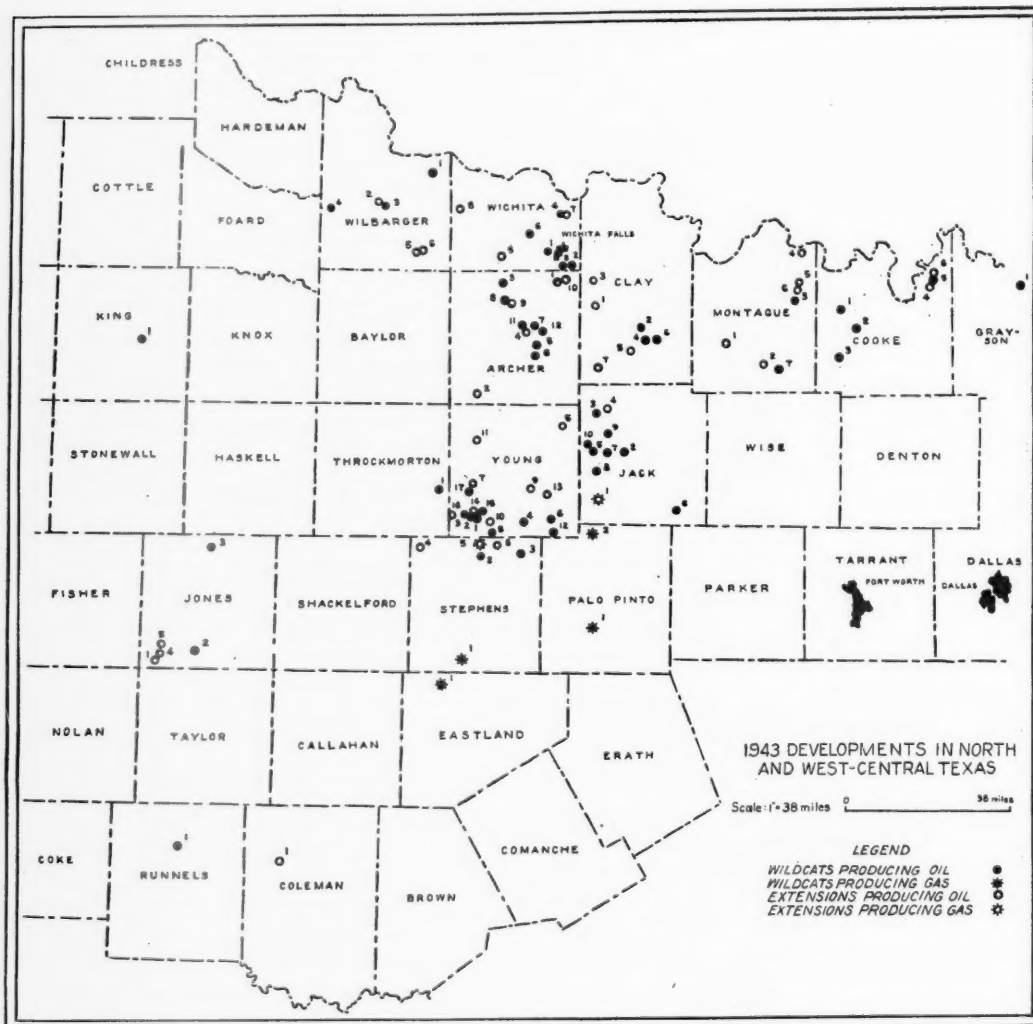 CHILDRESS
HARDEMAN
COTTLE
FOARD
WILBARGER
WICHITA
WICHITA FALLS
CLAY
MONTAGUE
COOKE
GRAY-
SON
KING
KNOX
BAYLOR
ARCHER
STONEWALL
HASKELL
THROCKMORTON
YOUNG
JACK
WISE
DENTON
FISHER
JONES
SHACKELFORD
STEPHENS
PALO PINTO
PARKER
TARRANT
FORT WORTH
DALLAS
DALLAS
NOLAN
TAYLOR
CALLAHAN
EASTLAND
ERATH
COKE
RUNNELS
COLEMAN
BROWN
COMANCHE
1943 DEVELOPMENTS IN NORTH
AND WEST-CENTRAL TEXAS
Scale: 1"=38 miles
0 38 miles
LEGEND
WILDCATS PRODUCING OIL
WILDCATS PRODUCING GAS
EXTENSIONS PRODUCING OIL
EXTENSIONS PRODUCING GAS